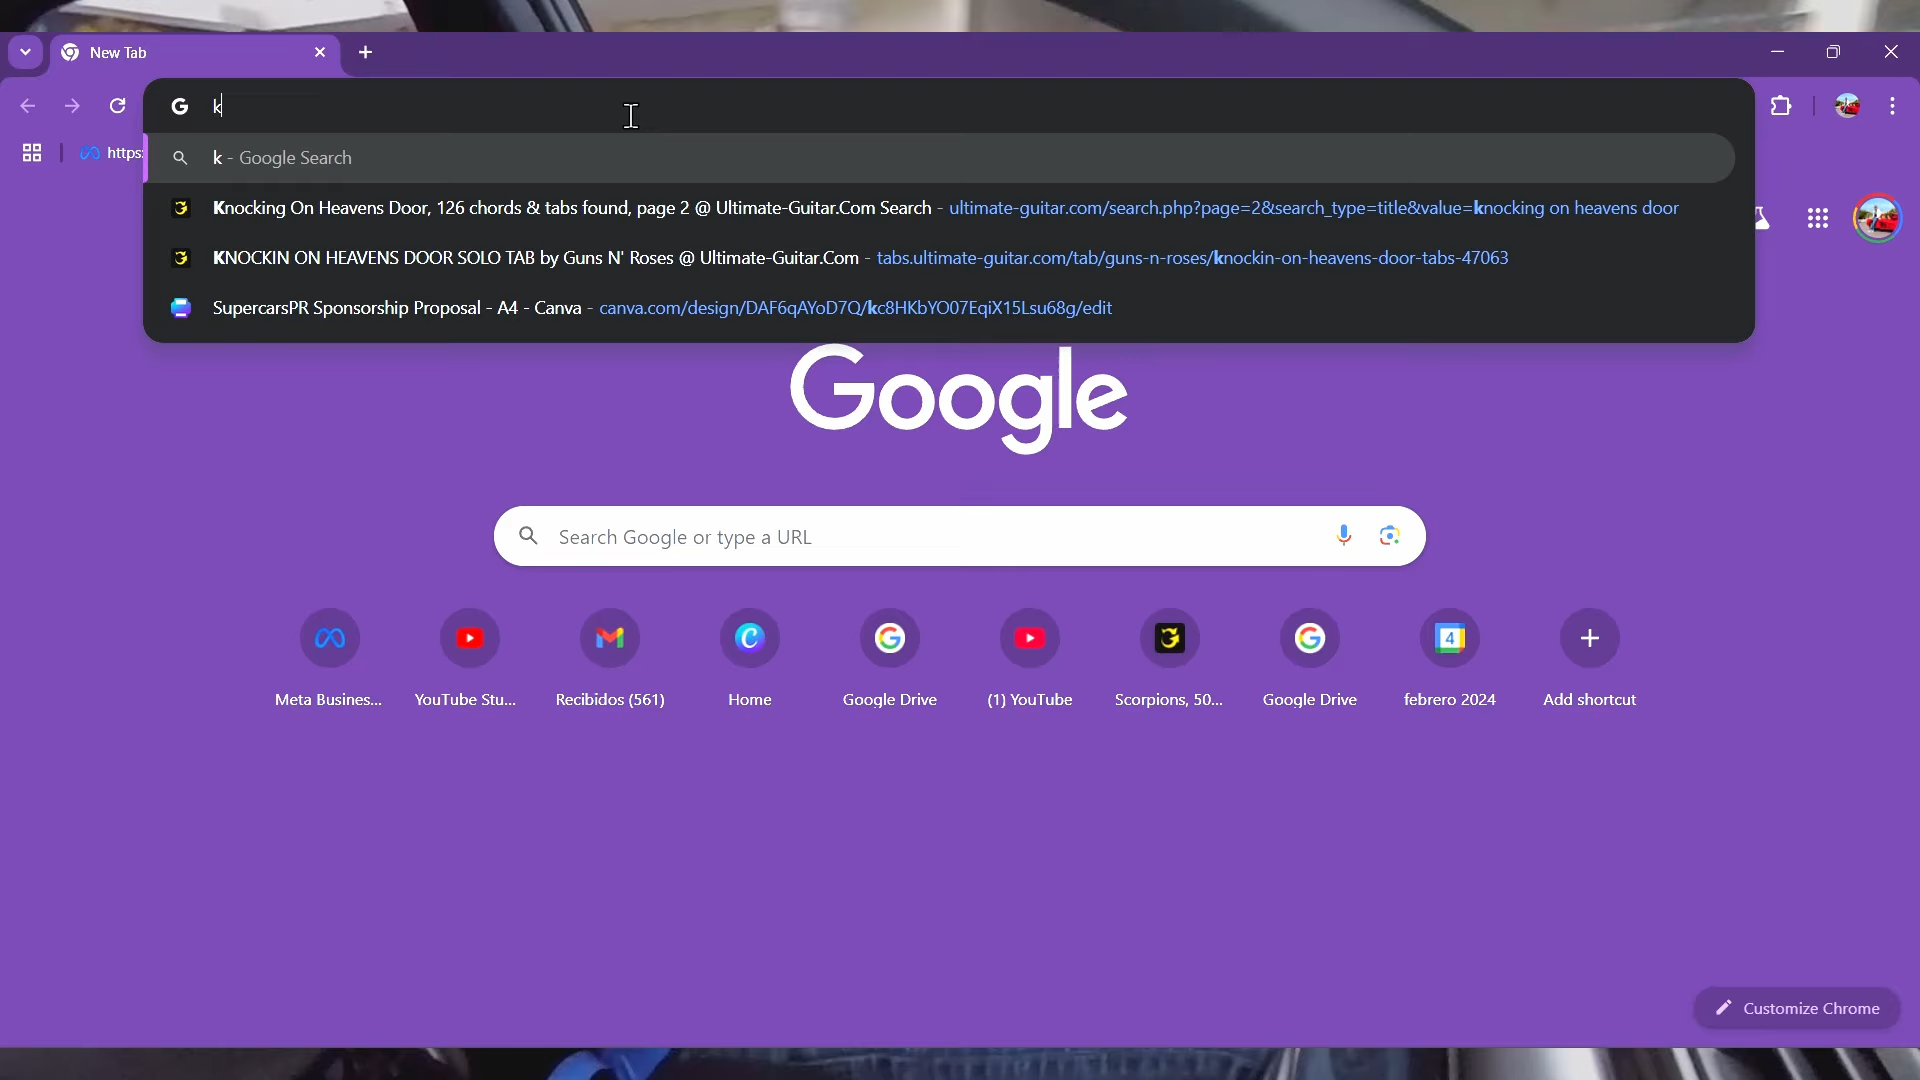 New Tab
k
https:
k - Google Search
Knocking On Heavens Door, 126 chords & tabs found, page 2 @ Ultimate-Guitar.Com Search - ultimate-guitar.com/search.php?page=2&search_type=title&value=knocking on heavens door
KNOCKIN ON HEAVENS DOOR SOLO TAB by Guns N' Roses @ Ultimate-Guitar.Com - tabs.ultimate-guitar.com/tab/guns-n-roses/knockin-on-heavens-door-tabs-47063
SupercarsPR Sponsorship Proposal - A4 - Canva - canva.com/design/DAF6qAYoD7Q/kc8HKbYO07EqiX15Lsu68g/edit
Google
Search Google or type a URL
4
Meta Busines... YouTube Stu... Recibidos (561) Home Google Drive (1) YouTube Scorpions, 50... Google Drive febrero 2024 Add shortcut
Customize Chrome